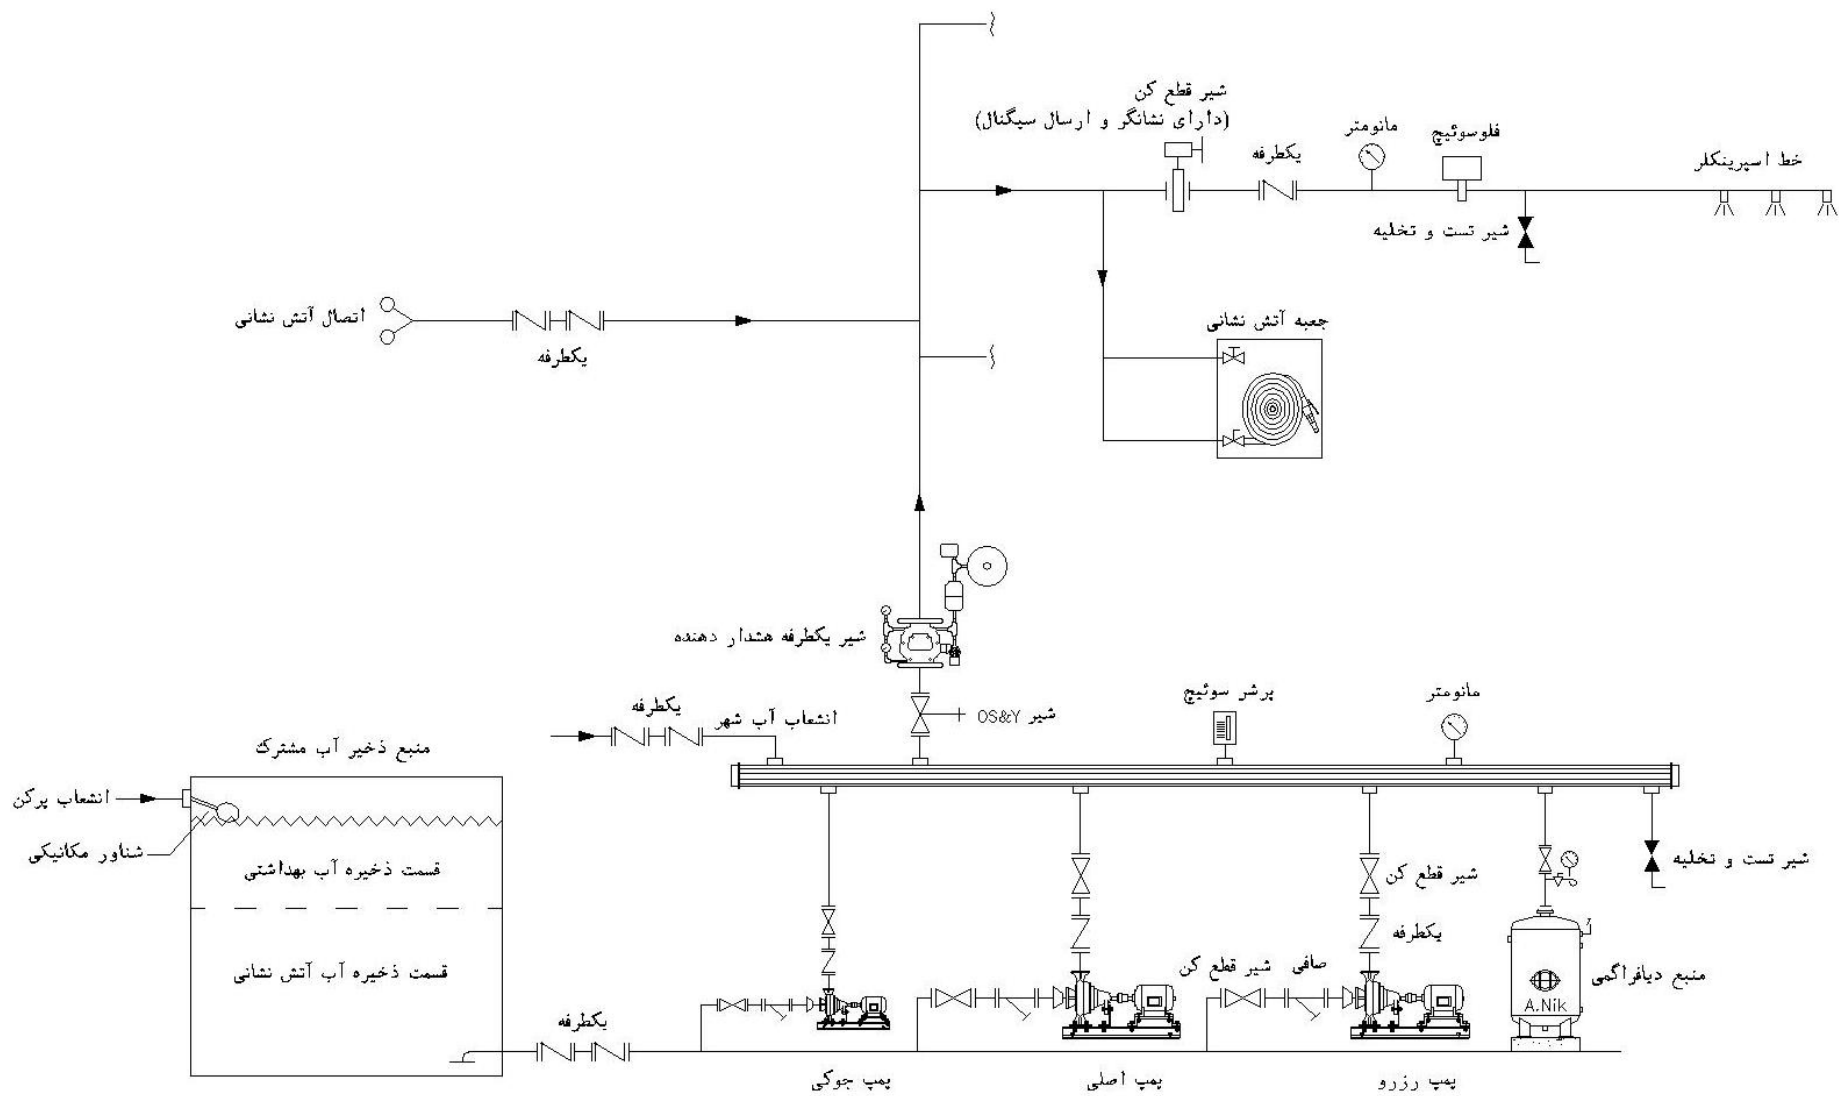 شیر قطع کن
(دارای نشانگر و ارسال سیگنال)
یکطرفه
مانومتر
فلوسوئیچ
خط اسپرینکلر
شیر تست و تخلیه
اتصال آتش نشانی
یکطرفه
جعبه آتش نشانی
شیر یکطرفه هشدار دهنده
شیر OS&Y
پرشر سوئیچ
مانومتر
یکطرفه
انشعاب آب شهر
منبع ذخیر آب مشترک
انشعاب پرکن
شناور مکانیکی
قسمت ذخیره آب بهداشتی
قسمت ذخیره آب آتش نشانی
شیر قطع کن
یکطرفه
شیر تست و تخلیه
شیر قطع کن
صافی
منبع دیافراگمی
A.Nik
یکطرفه
پمپ جوکی
پمپ اصلی
پمپ رزرو